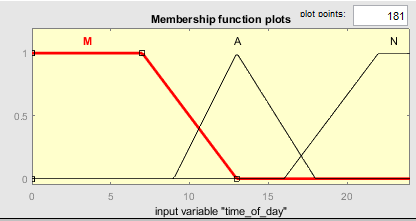 Membership function plots
plot points:
181
M
A
N
1
0.5
0
0
5
10
15
20
input variable "time_of_day"